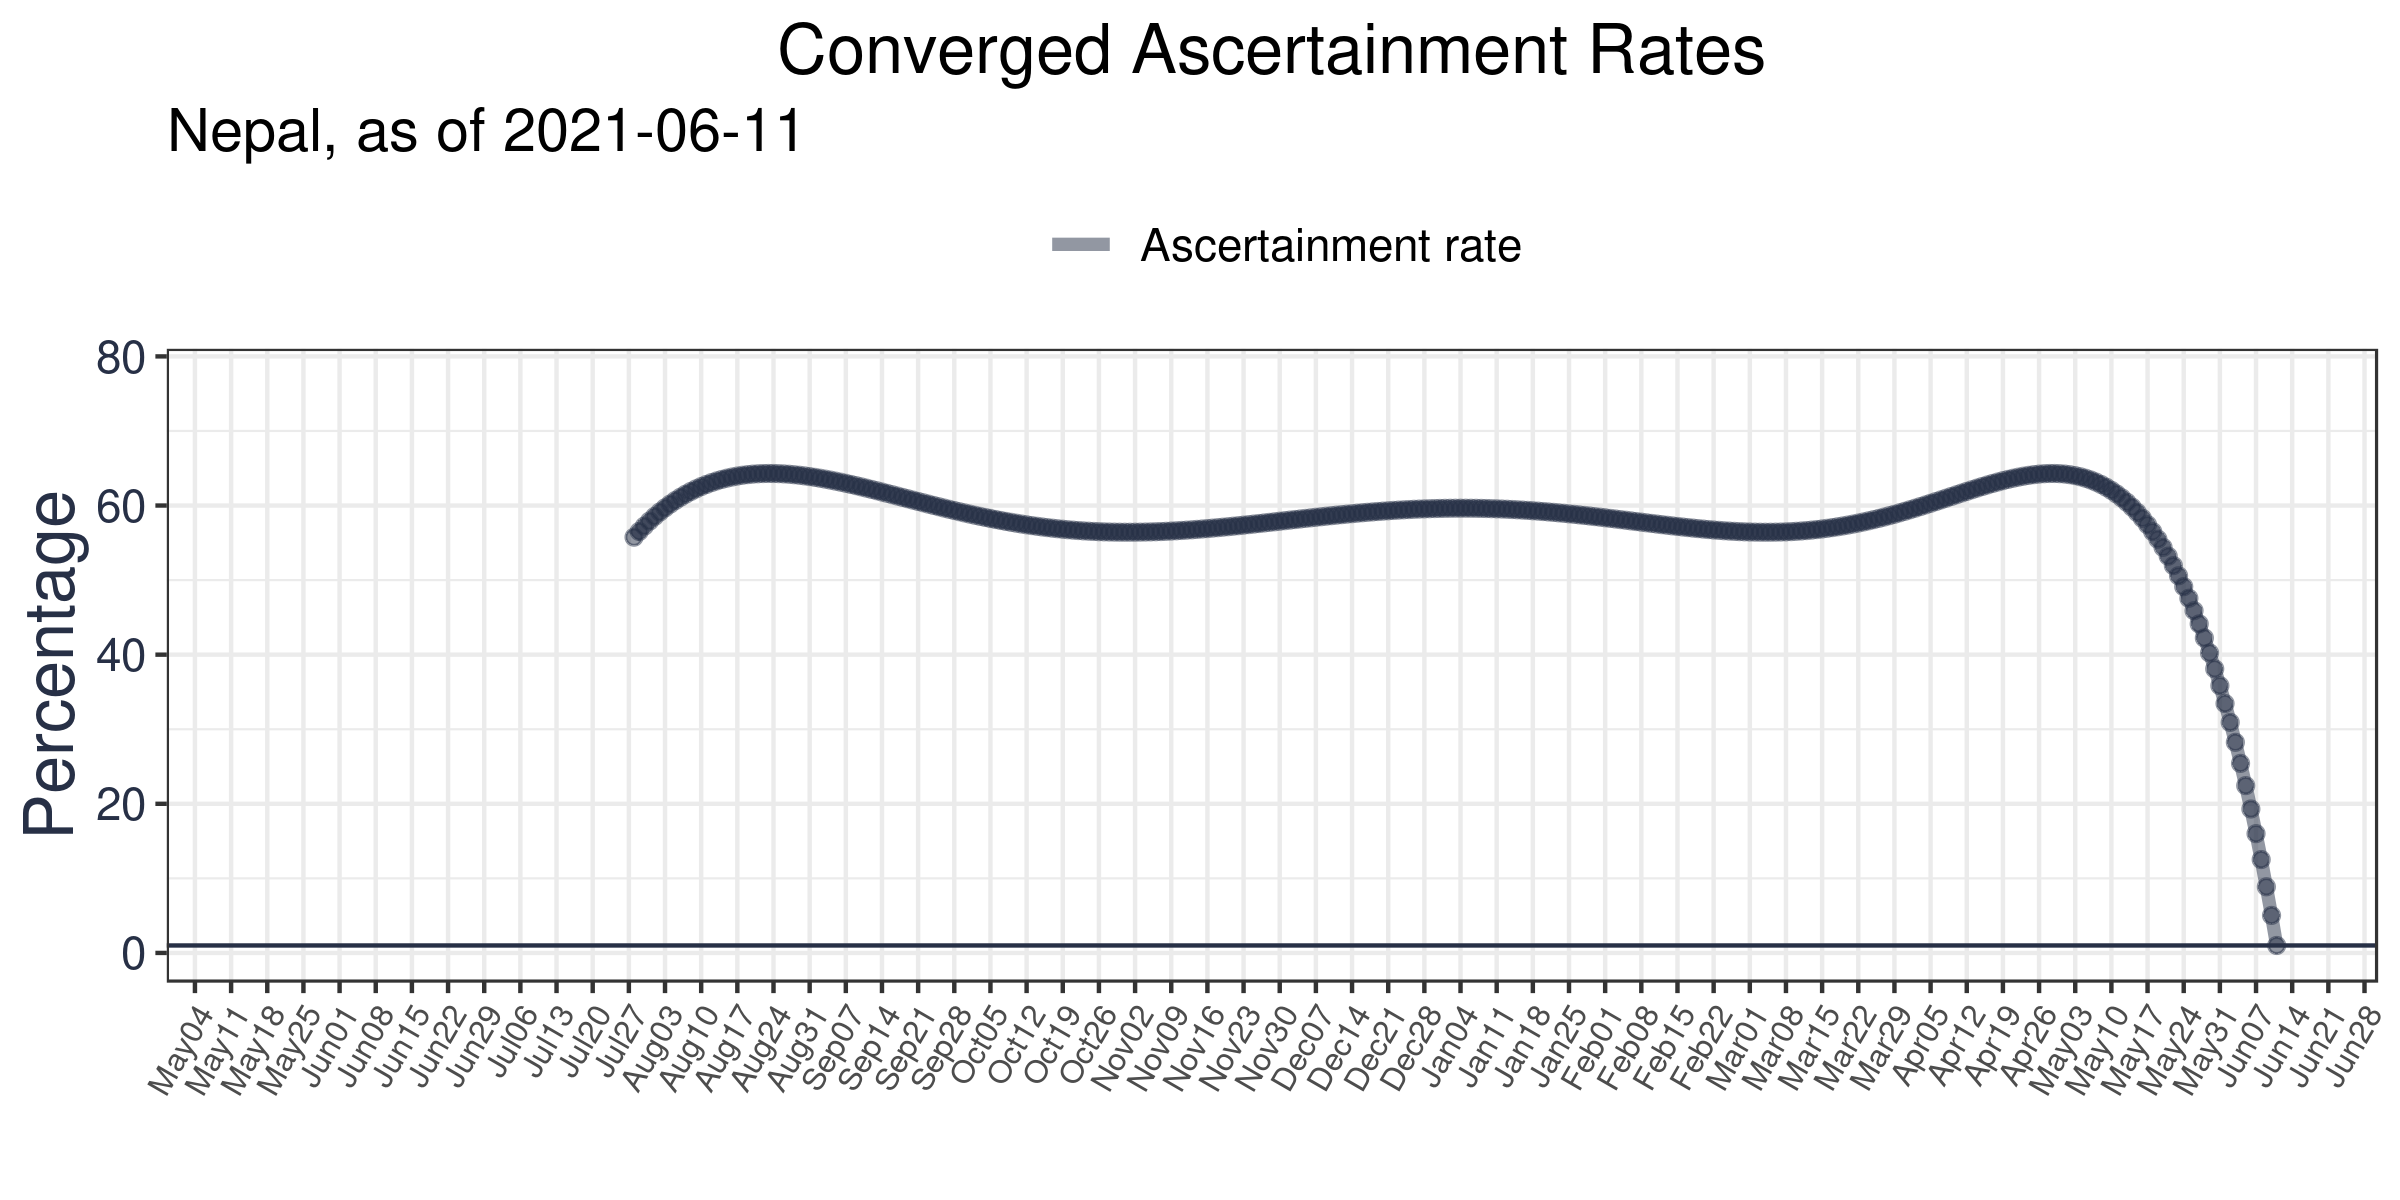 Converged Ascertainment Rates
Nepal, as of 2021-06-11
Ascertainment rate
Percentage
80
60
40
20
0
May04
May11
May18
May25
Jun01
Jun08
Jun15
Jun22
Jun29
Jul06
Jul13
Jul20
Jul27
Aug03
Aug10
Aug17
Aug24
Aug31
Sep07
Sep14
Sep21
Sep28
Oct05
Oct12
Oct19
Oct26
Nov02
Nov09
Nov16
Nov23
Nov30
Dec07
Dec14
Dec21
Dec28
Jan04
Jan11
Jan18
Jan25
Feb01
Feb08
Feb15
Feb22
Mar01
Mar08
Mar15
Mar22
Mar29
Apr05
Apr12
Apr19
Apr26
May03
May10
May17
May24
May31
Jun07
Jun14
Jun21
Jun28